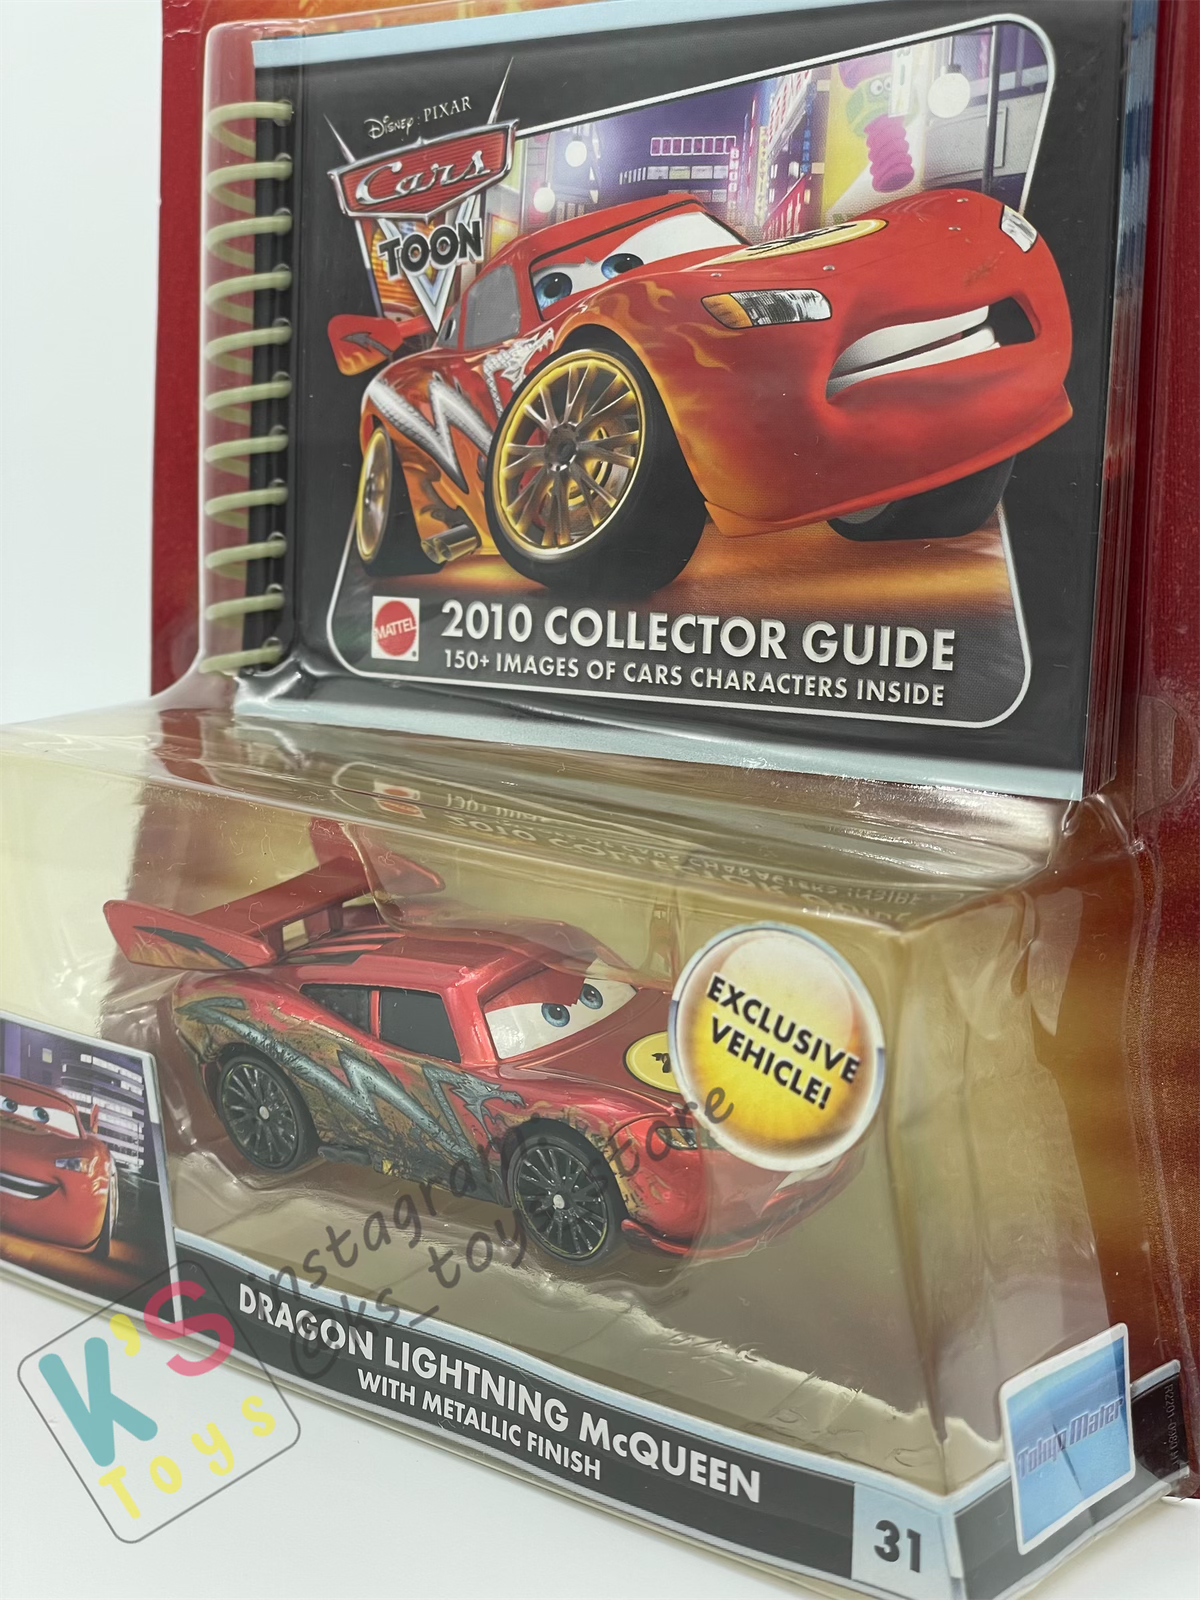 DISNEY · PIXAR
Cars
TOON
MATTEL
2010 COLLECTOR GUIDE
150+ IMAGES OF CARS CHARACTERS INSIDE
EXCLUSIVE
VEHICLE!
instagram
@ks_toys_store
K'S
Toys
DRAGON LIGHTNING McQUEEN
WITH METALLIC FINISH
31
Tokyo Mater